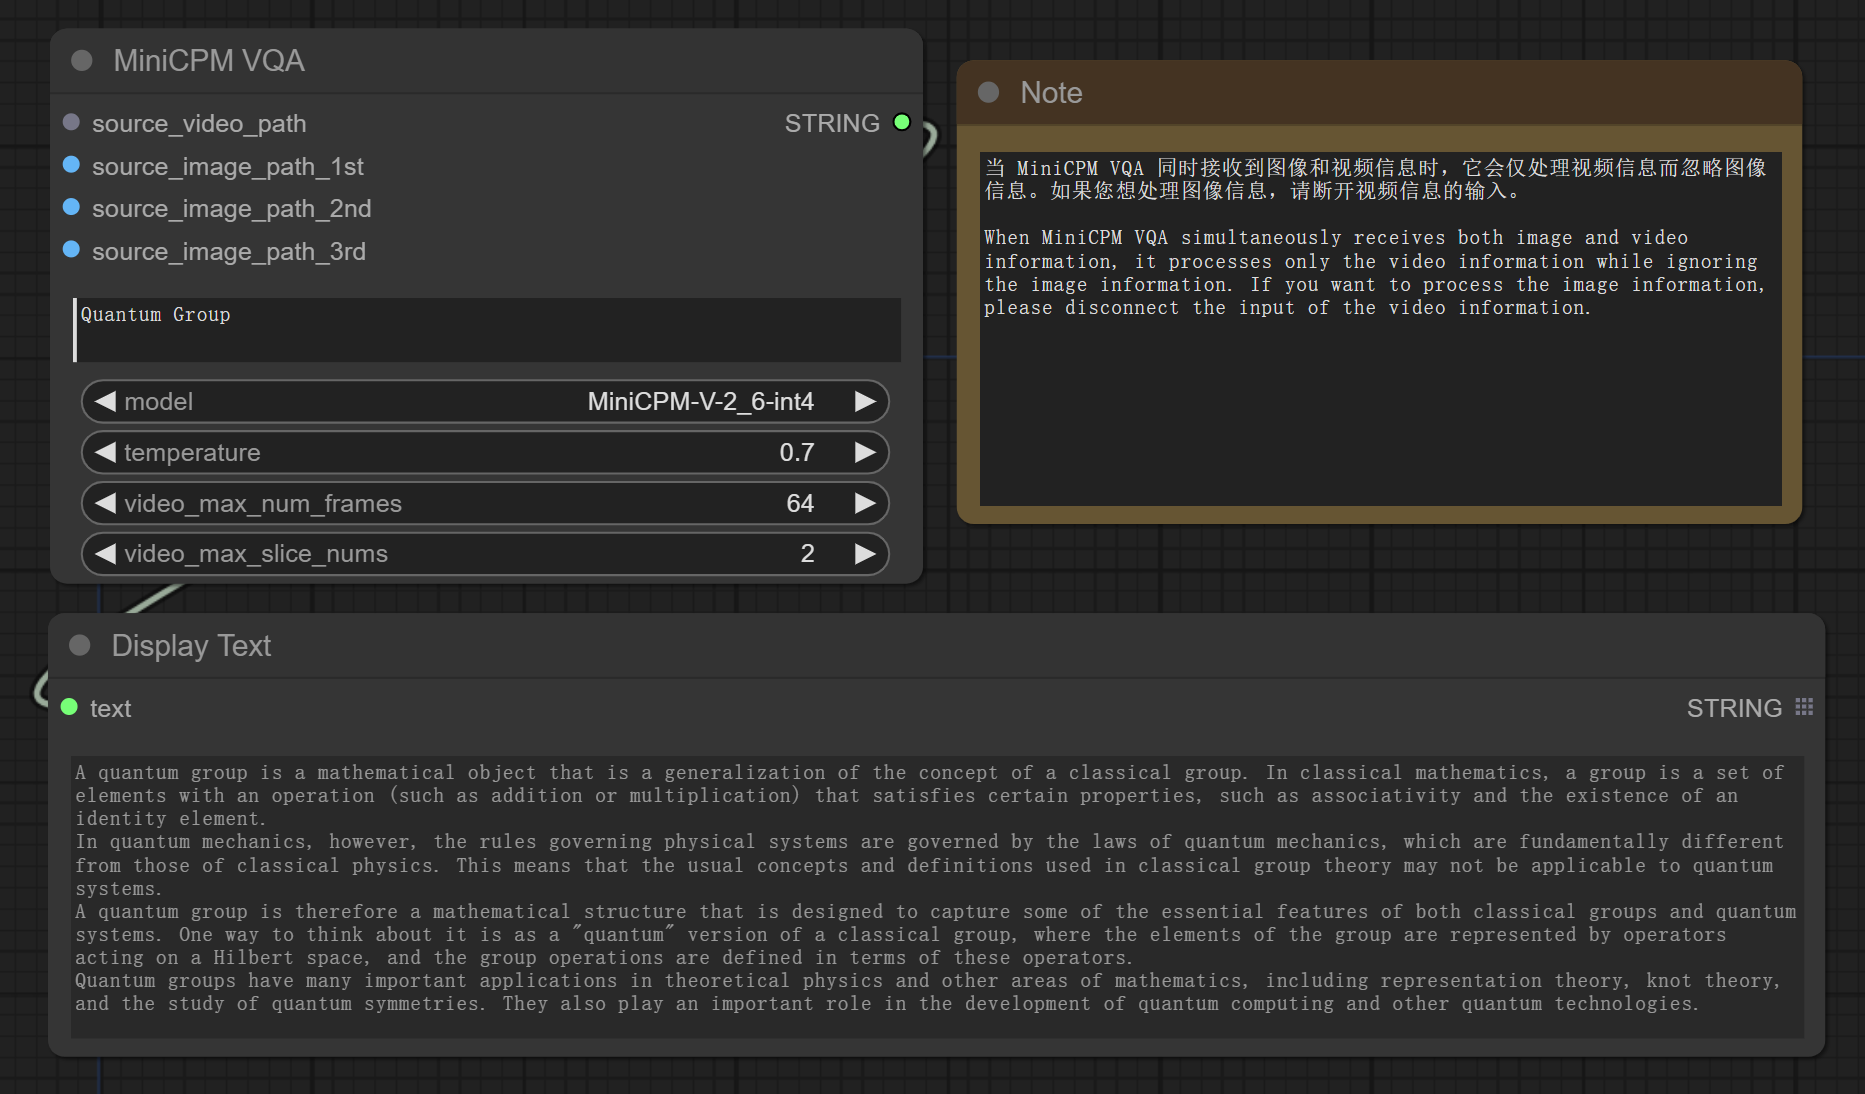 MiniCPM VQA
source_video_path
STRING
source_image_path_1st
source_image_path_2nd
source_image_path_3rd
Quantum Group
model MiniCPM-V-2_6-int4
temperature 0.7
video_max_num_frames 64
video_max_slice_nums 2
Note
当 MiniCPM VQA 同时接收到图像和视频信息时，它会仅处理视频信息而忽略图像
信息。如果您想处理图像信息，请断开视频信息的输入。
When MiniCPM VQA simultaneously receives both image and video
information, it processes only the video information while ignoring
the image information. If you want to process the image information,
please disconnect the input of the video information.
Display Text
text
STRING
A quantum group is a mathematical object that is a generalization of the concept of a classical group. In classical mathematics, a group is a set of
elements with an operation (such as addition or multiplication) that satisfies certain properties, such as associativity and the existence of an
identity element.
In quantum mechanics, however, the rules governing physical systems are governed by the laws of quantum mechanics, which are fundamentally different
from those of classical physics. This means that the usual concepts and definitions used in classical group theory may not be applicable to quantum
systems.
A quantum group is therefore a mathematical structure that is designed to capture some of the essential features of both classical groups and quantum
systems. One way to think about it is as a "quantum" version of a classical group, where the elements of the group are represented by operators
acting on a Hilbert space, and the group operations are defined in terms of these operators.
Quantum groups have many important applications in theoretical physics and other areas of mathematics, including representation theory, knot theory,
and the study of quantum symmetries. They also play an important role in the development of quantum computing and other quantum technologies.